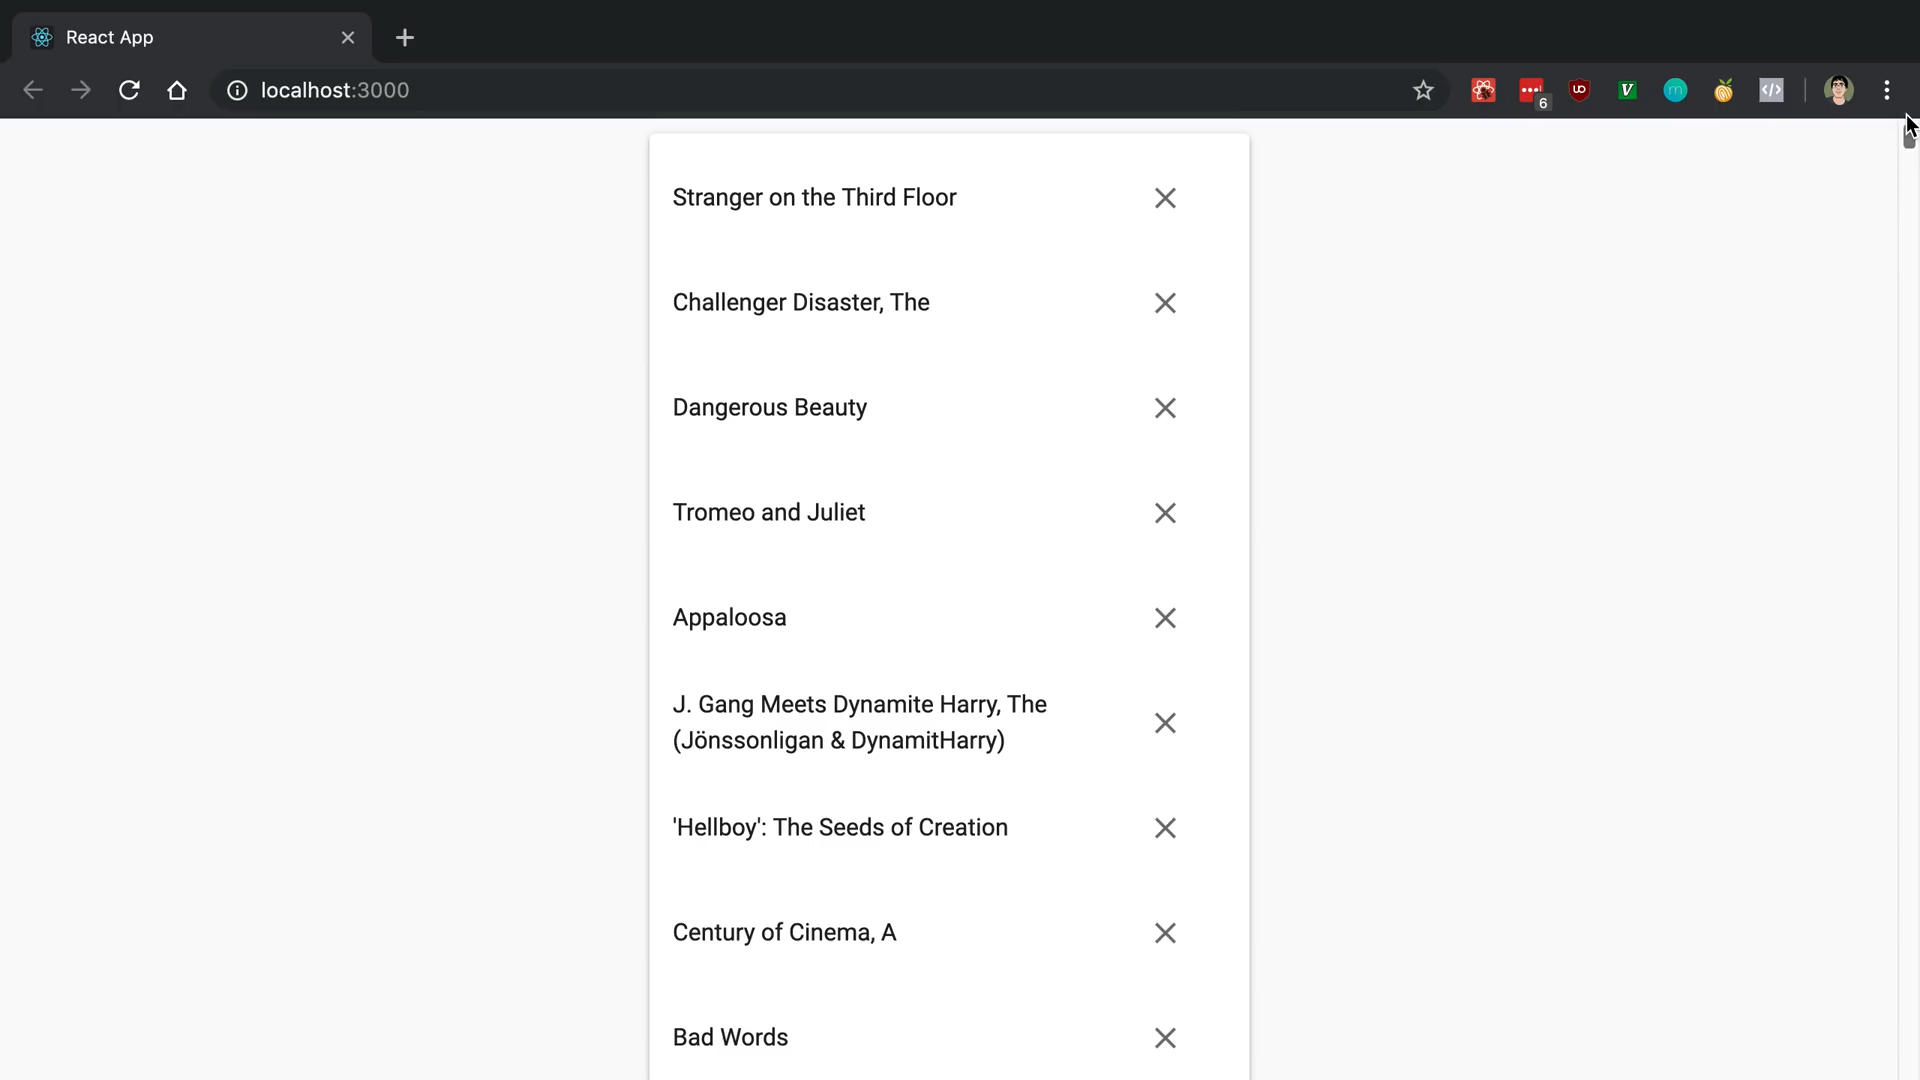 React App
localhost:3000
6
Stranger on the Third Floor
Challenger Disaster, The
Dangerous Beauty
Tromeo and Juliet
Appaloosa
J. Gang Meets Dynamite Harry, The
(Jönssonligan & DynamitHarry)
'Hellboy': The Seeds of Creation
Century of Cinema, A
Bad Words